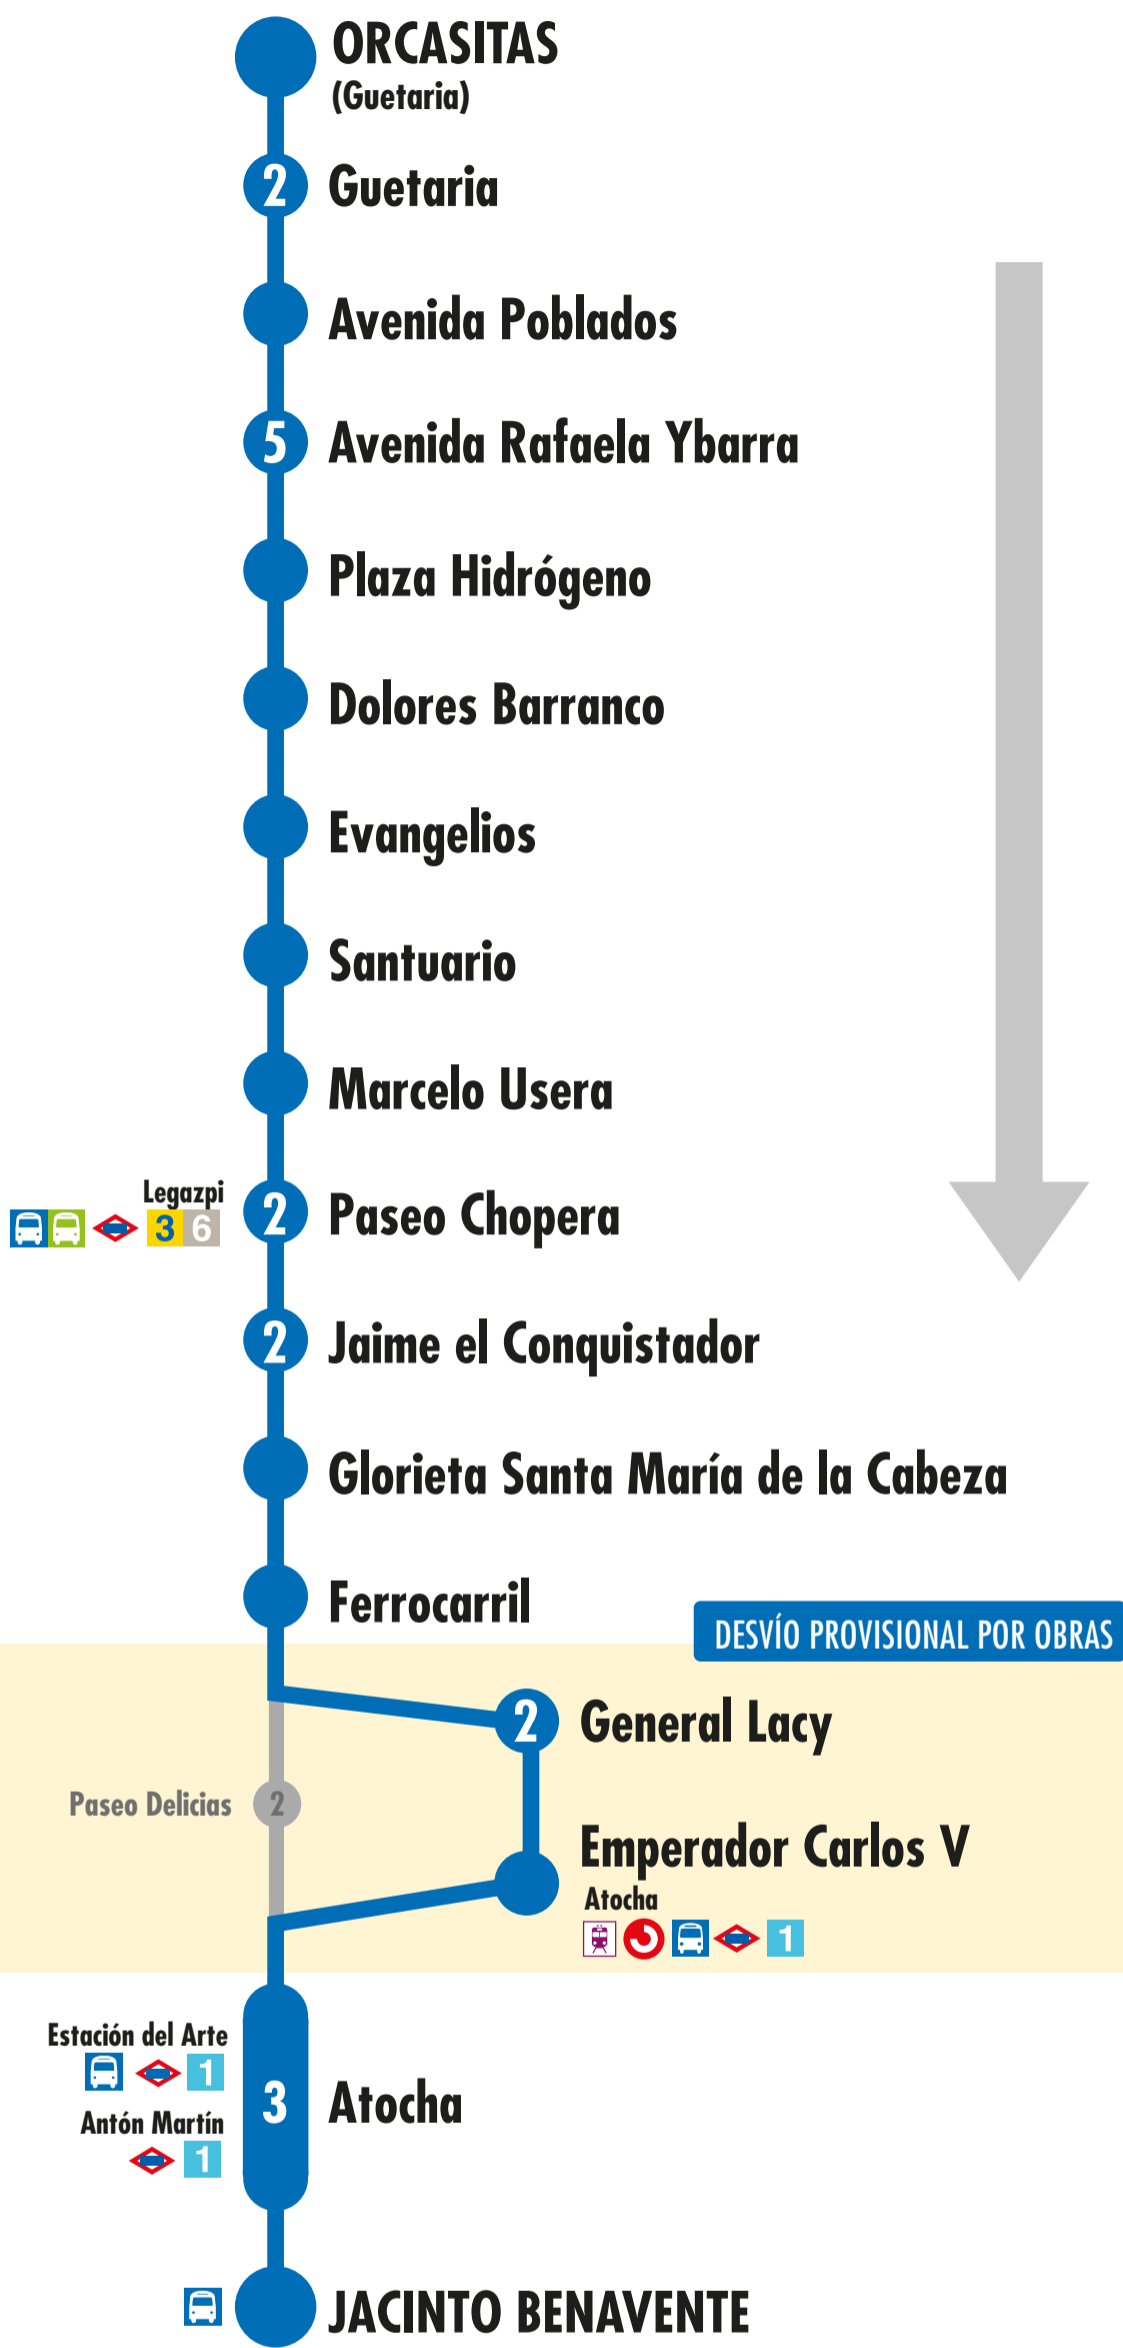 ORCASITAS
(Guetaria)
2 Guetaria
Avenida Poblados
5 Avenida Rafaela Ybarra
Plaza Hidrógeno
Dolores Barranco
Evangelios
Santuario
Marcelo Usera
Legazpi
3 6
2 Paseo Chopera
2 Jaime el Conquistador
Glorieta Santa María de la Cabeza
Ferrocarril
DESVÍO PROVISIONAL POR OBRAS
2 General Lacy
Paseo Delicias 2
Emperador Carlos V
Atocha
1
Estación del Arte
1
Antón Martín
1
3 Atocha
JACINTO BENAVENTE